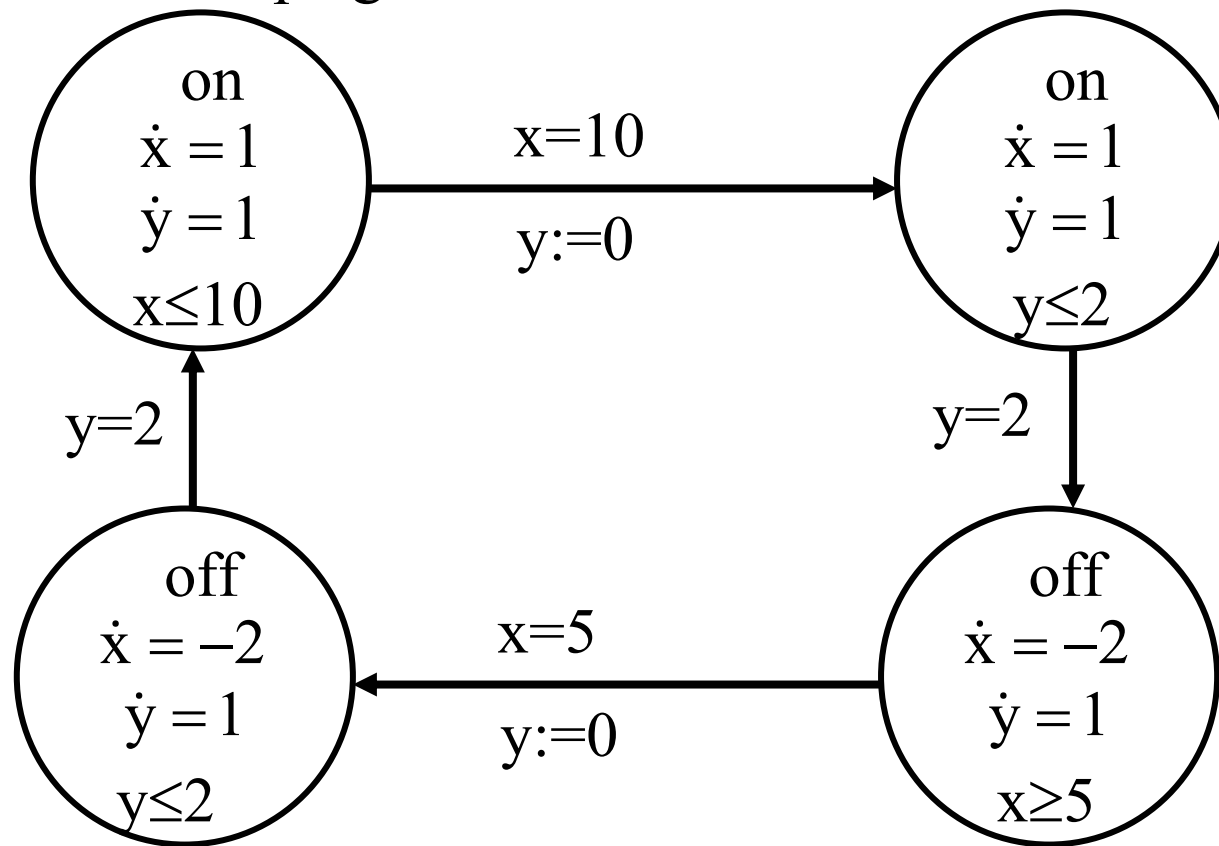 on
ẋ = 1
ẏ = 1
x≤10
x=10
y:=0
on
ẋ = 1
ẏ = 1
y≤2
y=2
y=2
off
ẋ = −2
ẏ = 1
y≤2
x=5
y:=0
off
ẋ = −2
ẏ = 1
x≥5